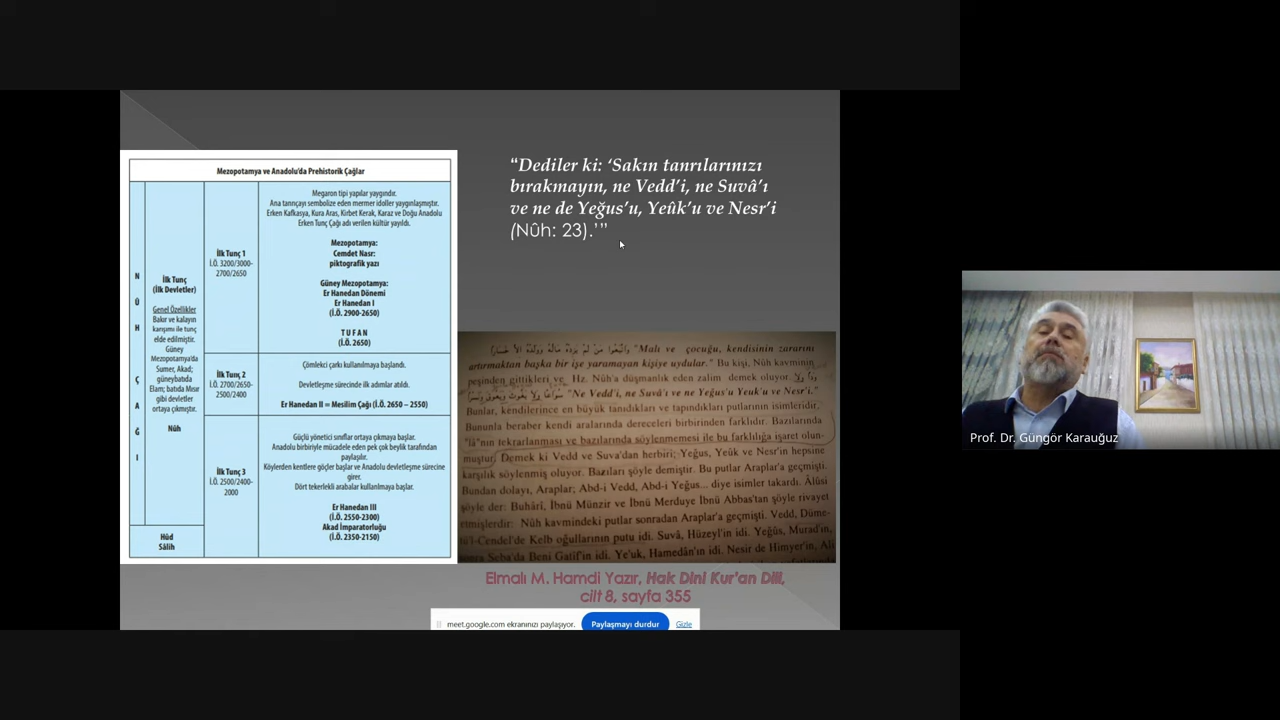 Mezopotamya ve Anadolu'da Prehistorik Çağlar
N
Û
H
Ç
A
Ğ
I
İlk Tunç
(İlk Devletler)
Genel Özellikler
Bakır ve kalayın
karışımı ile tunç
elde edilmiştir.
Güney
Mezopotamya'da
Sumer, Akad;
güneybatıda
Elam; batıda Mısır
gibi devletler
ortaya çıkmıştır.
Nûh
Hûd
Sâlih
İlk Tunç 1
İ.Ö. 3200/3000-
2700/2650
Megaron tipi yapılar yaygındır.
Ana tanrıçayı sembolize eden mermer idoller yaygınlaşmıştır.
Erken Kafkasya, Kura Aras, Kirbet Kerak, Karaz ve Doğu Anadolu
Erken Tunç Çağı adı verilen kültür yayıldı.
Mezopotamya:
Cemdet Nasr:
piktografik yazı
Güney Mezopotamya:
Er Hanedan Dönemi
Er Hanedan I
(İ.Ö. 2900-2650)
T U F A N
(İ.Ö. 2650)
İlk Tunç 2
İ.Ö. 2700/2650-
2500/2400
Çömlekçi çarkı kullanılmaya başlandı.
Devletleşme sürecinde ilk adımlar atıldı.
Er Hanedan II = Mesilim Çağı (İ.Ö. 2650 – 2550)
İlk Tunç 3
İ.Ö. 2500/2400-
2000
Güçlü yönetici sınıflar ortaya çıkmaya başlar.
Anadolu birbiriyle mücadele eden pek çok beylik tarafından
paylaşılır.
Köylerden kentlere göçler başlar ve Anadolu devletleşme sürecine
girer.
Dört tekerlekli arabalar kullanılmaya başlar.
Er Hanedan III
(İ.Ö. 2550-2300)
Akad İmparatorluğu
(İ.Ö. 2350-2150)
“Dediler ki: ‘Sakın tanrılarınızı
bırakmayın, ne Vedd’i, ne Suvâ’ı
ve ne de Yeğus’u, Yeûk’u ve Nesr’i
(Nûh: 23).’”
"Malı ve çocuğu, kendisinin zararını
artırmaktan başka bir işe yaramayan kişiye uydular." Bu kişi, Nûh kavminin
peşinden gittikleri ve Hz. Nûh'a düşmanlık eden zalim demek oluyor.
"Ne Vedd'i, ne Suvâ'ı ve ne Yeğus'u Yeuk'u ve Nesr'i."
Bunlar, kendilerince en büyük tanıdıkları ve tapındıkları putlarının isimleridir.
Bununla beraber kendi aralarında dereceleri birbirinden farklıdır. Bazılarında
"lâ"nın tekrarlanması ve bazılarında söylenmemesi ile bu farklılığa işaret olun-
muştur. Demek ki Vedd ve Suva'dan herbiri; Yeğus, Yeûk ve Nesr'in hepsine
karşılık söylenmiş oluyor. Bazıları şöyle demiştir. Bu putlar Araplar'a geçmişti.
Bundan dolayı, Araplar; Abd-i Vedd, Abd-i Yeğus... diye isimler takardı. Âlûsi
şöyle der: Buhârî, İbnü Münzir ve İbnü Merduye İbnü Abbas'tan şöyle rivayet
etmişlerdir: Nûh kavmindeki putlar sonradan Araplar'a geçmişti. Vedd, Dûme-
tü'l-Cendel'de Kelb oğullarının putu idi. Suvâ, Hüzeyl'in idi. Yeğûs, Murad'ın,
sonra Seba'da Beni Gatif'in idi. Ye'uk, Hamedân'ın idi. Nesir de Himyer'in,
Elmalı M. Hamdi Yazır, Hak Dini Kur'an Dili,
cilt 8, sayfa 355
meet.google.com ekranınızı paylaşıyor. Paylaşmayı durdur Gizle
Prof. Dr. Güngör Karauğuz